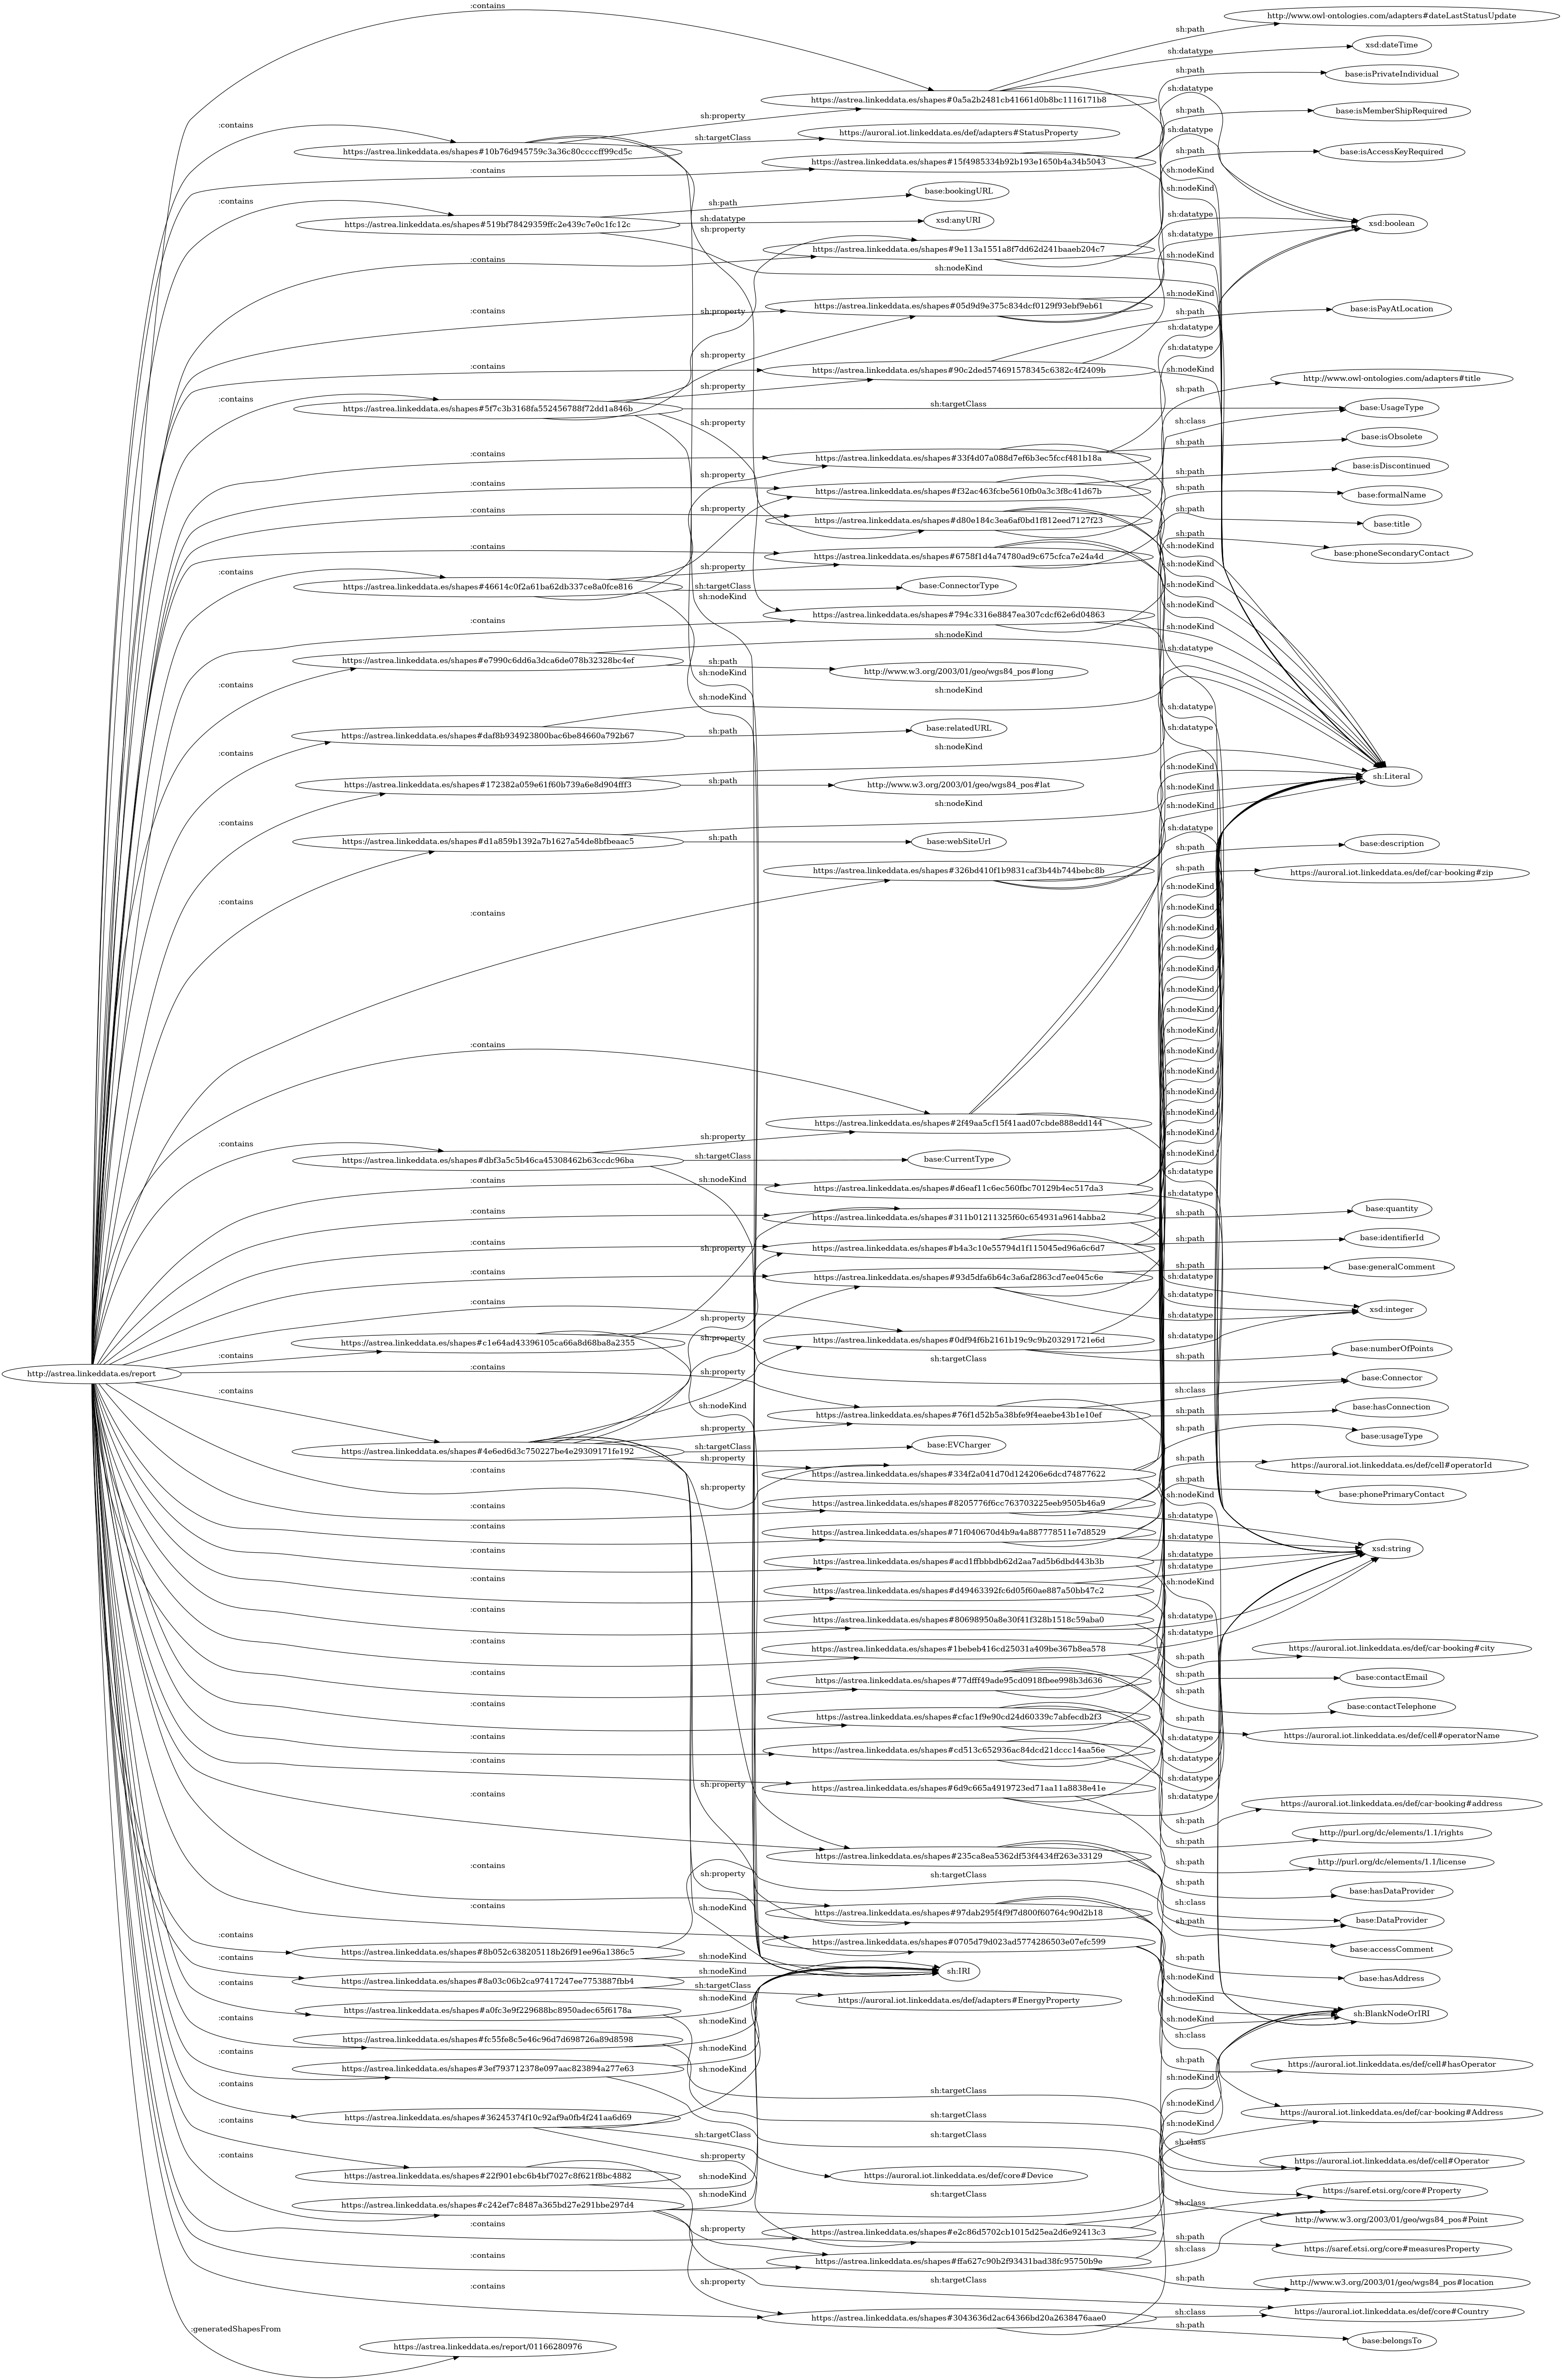 http://astrea.linkeddata.es/report
:contains
https://astrea.linkeddata.es/shapes#10b76d945759c3a36c80ccccff99cd5c
https://astrea.linkeddata.es/shapes#519bf78429359ffc2e439c7e0c1fc12c
https://astrea.linkeddata.es/shapes#5f7c3b3168fa552456788f72dd1a846b
https://astrea.linkeddata.es/shapes#46614c0f2a61ba62db337ce8a0fce816
https://astrea.linkeddata.es/shapes#e7990c6dd6a3dca6de078b32328bc4ef
https://astrea.linkeddata.es/shapes#daf8b934923800bac6be84660a792b67
https://astrea.linkeddata.es/shapes#172382a059e61f60b739a6e8d904fff3
https://astrea.linkeddata.es/shapes#d1a859b1392a7b1627a54de8bfbeaac5
https://astrea.linkeddata.es/shapes#dbf3a5c5b46ca45308462b63ccdc96ba
https://astrea.linkeddata.es/shapes#c1e64ad43396105ca66a8d68ba8a2355
https://astrea.linkeddata.es/shapes#4e6ed6d3c750227be4e29309171fe192
https://astrea.linkeddata.es/shapes#8b052c638205118b26f91ee96a1386c5
https://astrea.linkeddata.es/shapes#8a03c06b2ca97417247ee7753887fbb4
https://astrea.linkeddata.es/shapes#a0fc3e9f229688bc8950adec65f6178a
https://astrea.linkeddata.es/shapes#fc55fe8c5e46c96d7d698726a89d8598
https://astrea.linkeddata.es/shapes#3ef793712378e097aac823894a277e63
https://astrea.linkeddata.es/shapes#36245374f10c92af9a0fb4f241aa6d69
https://astrea.linkeddata.es/shapes#22f901ebc6b4bf7027c8f621f8bc4882
https://astrea.linkeddata.es/shapes#c242ef7c8487a365bd27e291bbe297d4
:generatedShapesFrom
https://astrea.linkeddata.es/report/01166280976
sh:property
sh:targetClass
sh:path
sh:datatype
sh:nodeKind
sh:class
https://astrea.linkeddata.es/shapes#0a5a2b2481cb41661d0b8bc1116171b8
https://auroral.iot.linkeddata.es/def/adapters#StatusProperty
https://astrea.linkeddata.es/shapes#15f4985334b92b193e1650b4a34b5043
base:bookingURL
xsd:anyURI
https://astrea.linkeddata.es/shapes#9e113a1551a8f7dd62d241baaeb204c7
https://astrea.linkeddata.es/shapes#05d9d9e375c834dcf0129f93ebf9eb61
https://astrea.linkeddata.es/shapes#90c2ded574691578345c6382c4f2409b
https://astrea.linkeddata.es/shapes#33f4d07a088d7ef6b3ec5fccf481b18a
https://astrea.linkeddata.es/shapes#f32ac463fcbe5610fb0a3c3f8c41d67b
https://astrea.linkeddata.es/shapes#d80e184c3ea6af0bd1f812eed7127f23
https://astrea.linkeddata.es/shapes#6758f1d4a74780ad9c675cfca7e24a4d
base:ConnectorType
https://astrea.linkeddata.es/shapes#794c3316e8847ea307cdcf62e6d04863
http://www.w3.org/2003/01/geo/wgs84_pos#long
base:relatedURL
http://www.w3.org/2003/01/geo/wgs84_pos#lat
base:webSiteUrl
https://astrea.linkeddata.es/shapes#326bd410f1b9831caf3b44b744bebc8b
https://astrea.linkeddata.es/shapes#2f49aa5cf15f41aad07cbde888edd144
base:CurrentType
https://astrea.linkeddata.es/shapes#d6eaf11c6ec560fbc70129b4ec517da3
https://astrea.linkeddata.es/shapes#311b01211325f60c654931a9614abba2
https://astrea.linkeddata.es/shapes#b4a3c10e55794d1f115045ed96a6c6d7
https://astrea.linkeddata.es/shapes#93d5dfa6b64c3a6af2863cd7ee045c6e
https://astrea.linkeddata.es/shapes#0df94f6b2161b19c9c9b203291721e6d
https://astrea.linkeddata.es/shapes#76f1d52b5a38bfe9f4eaebe43b1e10ef
base:EVCharger
https://astrea.linkeddata.es/shapes#334f2a041d70d124206e6dcd74877622
https://astrea.linkeddata.es/shapes#8205776f6cc763703225eeb9505b46a9
https://astrea.linkeddata.es/shapes#71f040670d4b9a4a887778511e7d8529
https://astrea.linkeddata.es/shapes#acd1ffbbbdb62d2aa7ad5b6dbd443b3b
https://astrea.linkeddata.es/shapes#d49463392fc6d05f60ae887a50bb47c2
https://astrea.linkeddata.es/shapes#80698950a8e30f41f328b1518c59aba0
https://astrea.linkeddata.es/shapes#1bebeb416cd25031a409be367b8ea578
https://astrea.linkeddata.es/shapes#77dfff49ade95cd0918fbee998b3d636
https://astrea.linkeddata.es/shapes#cfac1f9e90cd24d60339c7abfecdb2f3
https://astrea.linkeddata.es/shapes#cd513c652936ac84dcd21dccc14aa56e
https://astrea.linkeddata.es/shapes#6d9c665a4919723ed71aa11a8838e41e
https://astrea.linkeddata.es/shapes#235ca8ea5362df53f4434ff263e33129
https://astrea.linkeddata.es/shapes#97dab295f4f9f7d800f60764c90d2b18
https://astrea.linkeddata.es/shapes#0705d79d023ad5774286503e07efc599
sh:IRI
https://auroral.iot.linkeddata.es/def/adapters#EnergyProperty
https://auroral.iot.linkeddata.es/def/core#Device
https://astrea.linkeddata.es/shapes#e2c86d5702cb1015d25ea2d6e92413c3
https://astrea.linkeddata.es/shapes#ffa627c90b2f93431bad38fc95750b9e
https://astrea.linkeddata.es/shapes#3043636d2ac64366bd20a2638476aae0
http://www.owl-ontologies.com/adapters#dateLastStatusUpdate
xsd:dateTime
base:isPrivateIndividual
base:isMemberShipRequired
base:isAccessKeyRequired
xsd:boolean
base:isPayAtLocation
http://www.owl-ontologies.com/adapters#title
base:UsageType
base:isObsolete
base:isDiscontinued
base:formalName
base:title
base:phoneSecondaryContact
sh:Literal
base:description
https://auroral.iot.linkeddata.es/def/car-booking#zip
base:quantity
base:identifierId
base:generalComment
xsd:integer
base:numberOfPoints
base:Connector
base:hasConnection
base:usageType
https://auroral.iot.linkeddata.es/def/cell#operatorId
base:phonePrimaryContact
xsd:string
https://auroral.iot.linkeddata.es/def/car-booking#city
base:contactEmail
base:contactTelephone
https://auroral.iot.linkeddata.es/def/cell#operatorName
https://auroral.iot.linkeddata.es/def/car-booking#address
http://purl.org/dc/elements/1.1/rights
http://purl.org/dc/elements/1.1/license
base:hasDataProvider
base:DataProvider
base:accessComment
base:hasAddress
sh:BlankNodeOrIRI
https://auroral.iot.linkeddata.es/def/cell#hasOperator
https://auroral.iot.linkeddata.es/def/car-booking#Address
https://auroral.iot.linkeddata.es/def/cell#Operator
https://saref.etsi.org/core#Property
http://www.w3.org/2003/01/geo/wgs84_pos#Point
https://saref.etsi.org/core#measuresProperty
http://www.w3.org/2003/01/geo/wgs84_pos#location
https://auroral.iot.linkeddata.es/def/core#Country
base:belongsTo